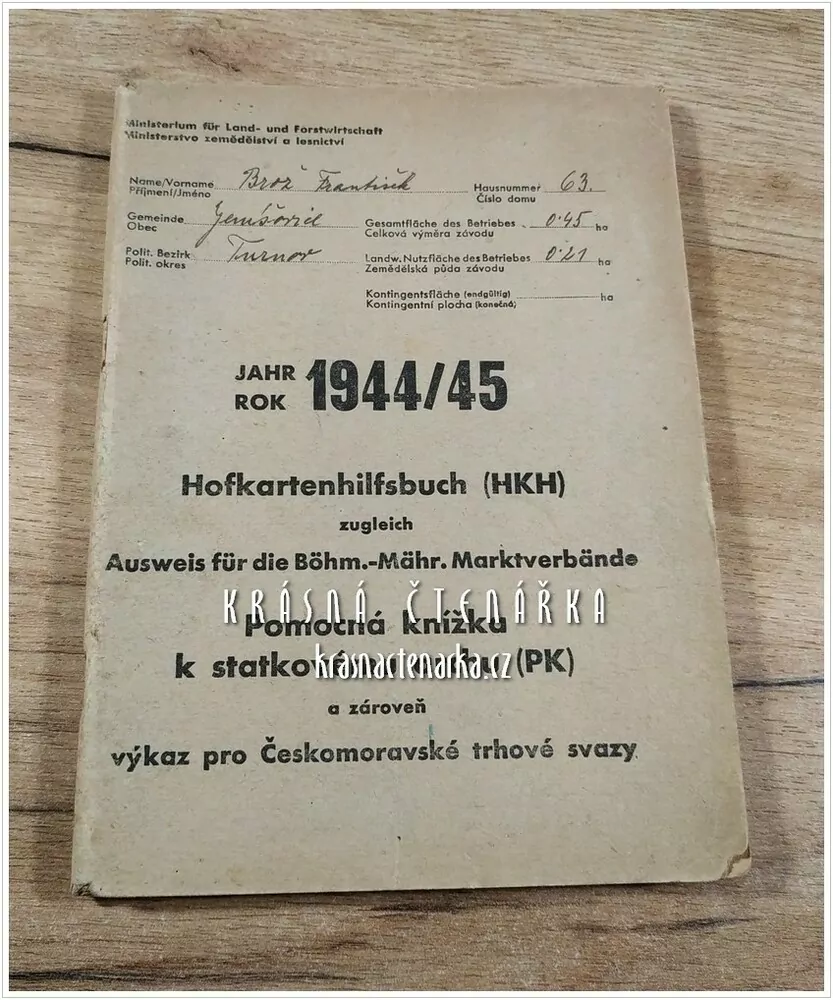 Ministerium für Land- und Forstwirtschaft
Ministerstvo zemědělství a lesnictví
Name/Vorname Brož František Hausnummer 63.
Příjmení/Jméno Číslo domu
Gemeinde Gesamtfläche des Betriebes 0·45 ha
Obec Celková výměra závodu
Polit. Bezirk Turnov Landw. Nutzfläche des Betriebes 0·21 ha
Polit. okres Zemědělská půda závodu
Kontingentsfläche (endgültig) ha
Kontingentní plocha (konečná)
JAHR 1944/45
ROK
Hofkartenhilfsbuch (HKH)
zugleich
Ausweis für die Böhm.-Mähr. Marktverbände
KRÁSNÁ ČTENÁŘKA
Pomocná knížka
krasnactenarka.cz
k (PK)
a zároveň
výkaz pro Českomoravské trhové svazy